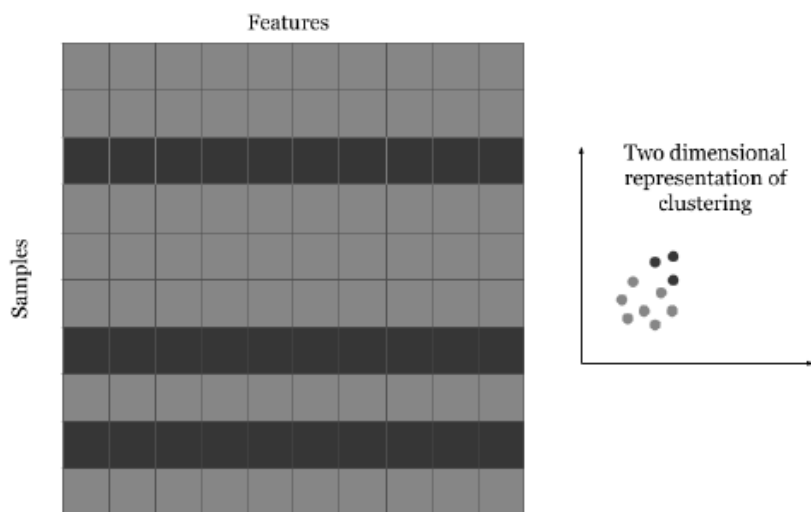 Features
Samples
Two dimensional
representation of
clustering